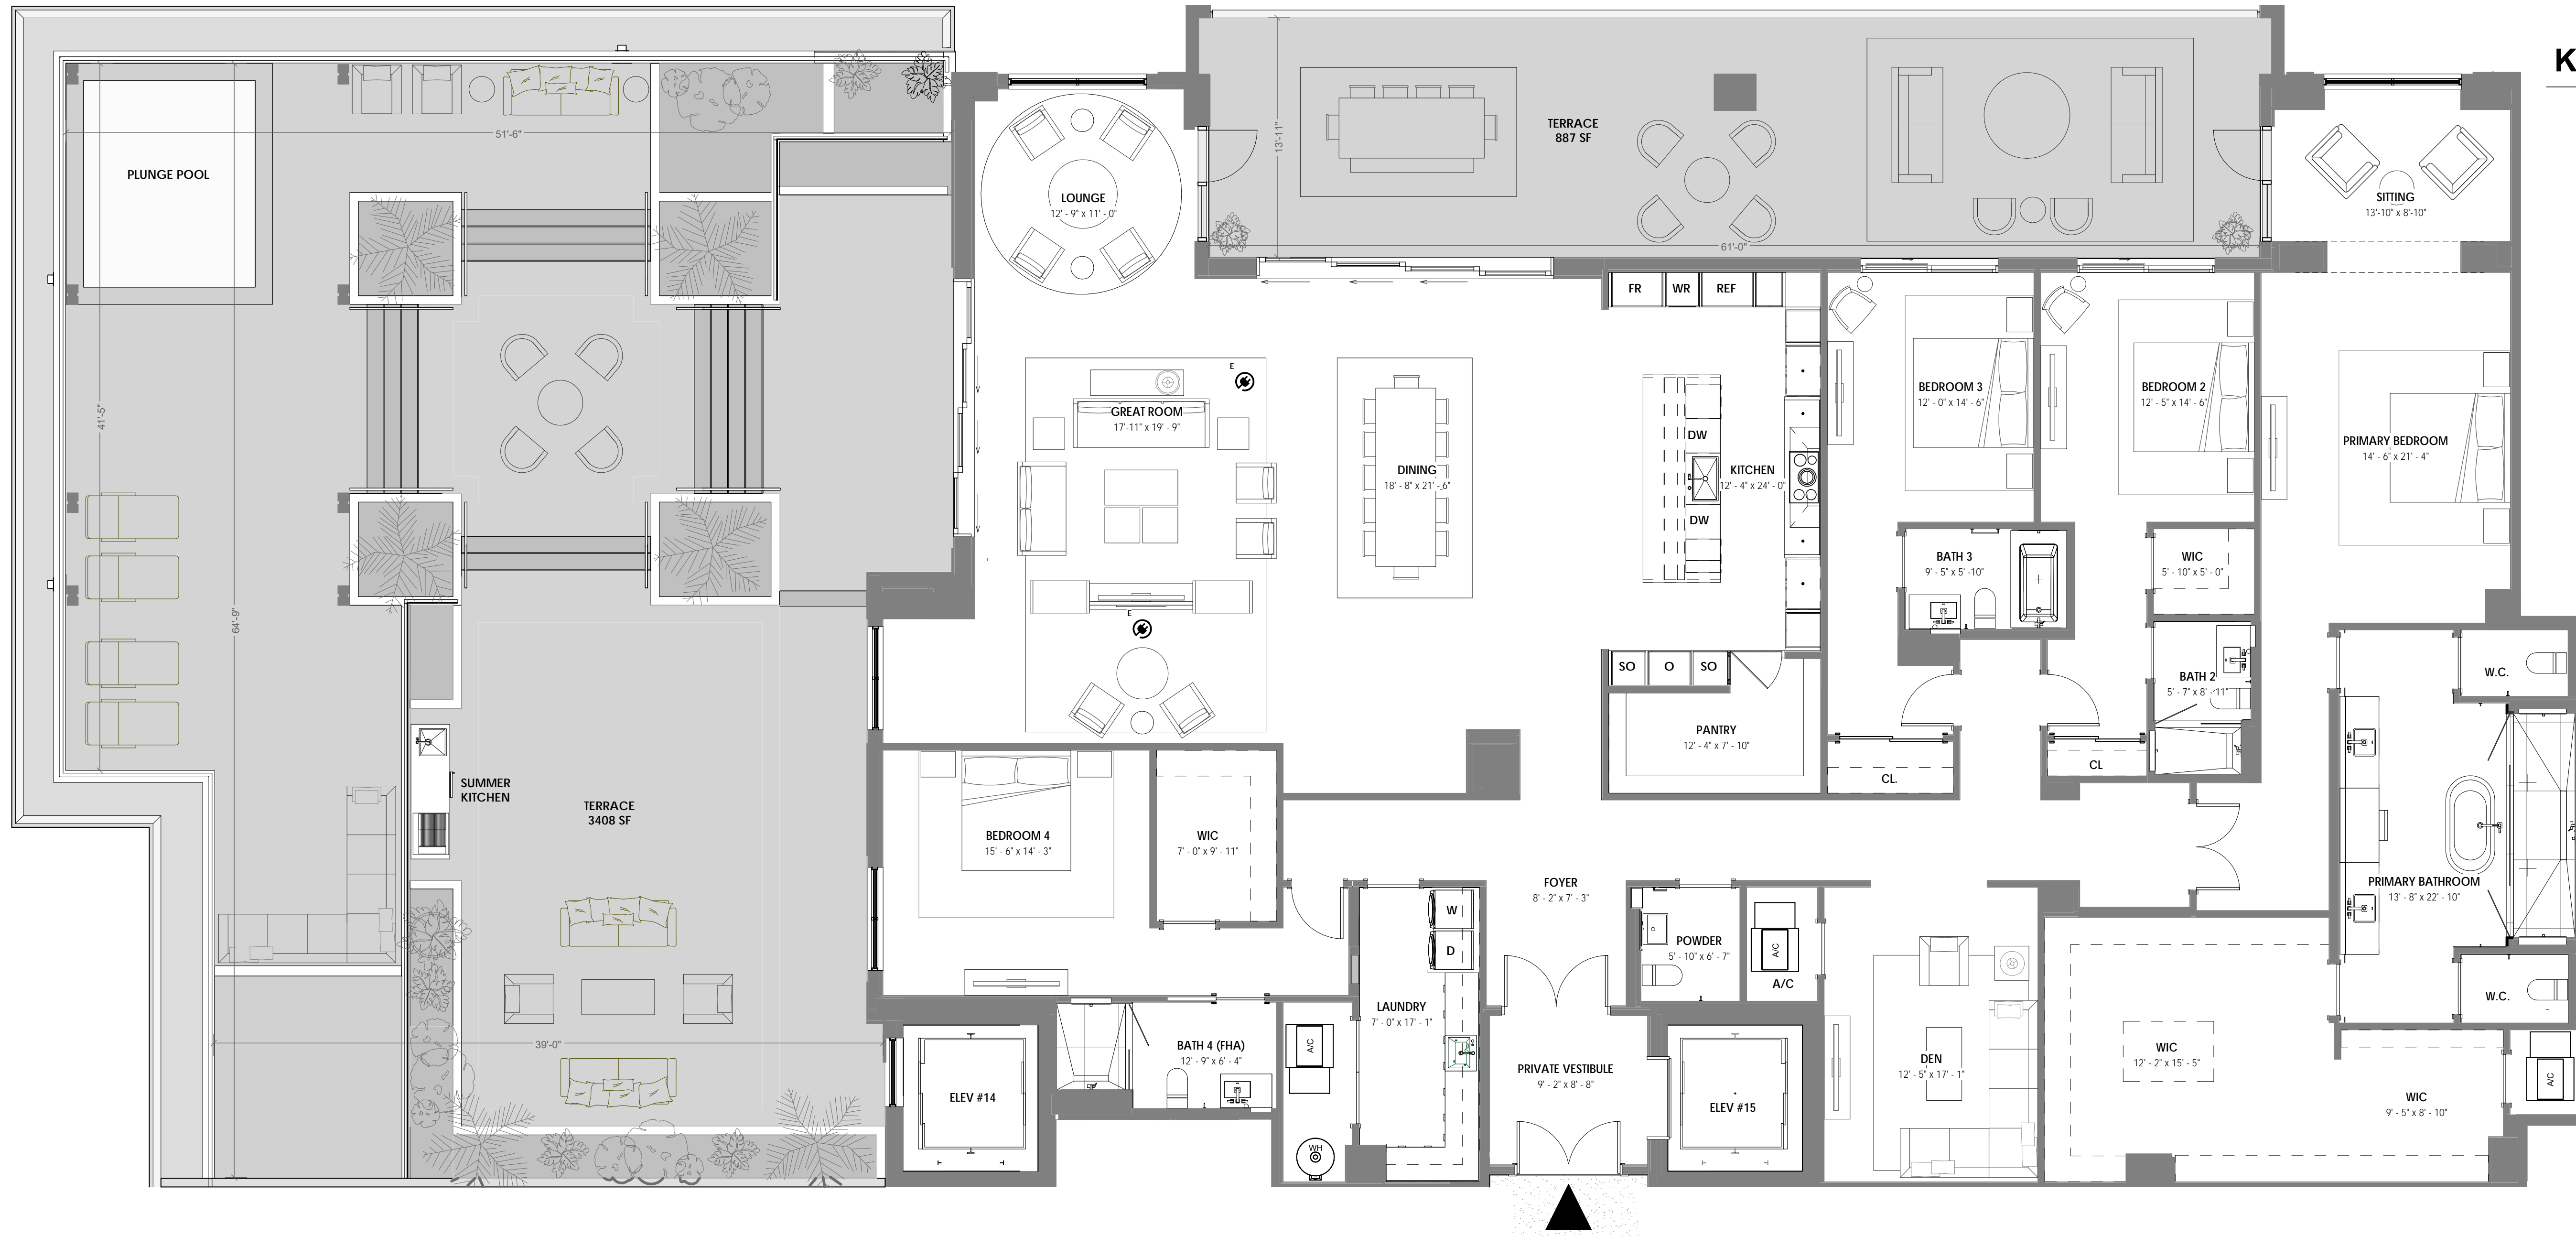 K
PLUNGE POOL
51'-6"
41'-5"
64'-9"
39'-0"
SUMMER
KITCHEN
TERRACE
3408 SF
LOUNGE
12' - 9" x 11' - 0"
TERRACE
887 SF
13'-11"
61'-0"
SITTING
13'-10" x 8'-10"
E
GREAT ROOM
17'-11" x 19' - 9"
E
DINING
18' - 8" x 21' - 6"
FR
WR
REF
DW
DW
KITCHEN
12' - 4" x 24' - 0"
SO
O
SO
PANTRY
12' - 4" x 7' - 10"
BEDROOM 3
12' - 0" x 14' - 6"
BEDROOM 2
12' - 5" x 14' - 6"
PRIMARY BEDROOM
14' - 6" x 21' - 4"
BATH 3
9' - 5" x 5' -10"
WIC
5' - 10" x 5' - 0"
BATH 2
5' - 7" x 8' - 11"
CL.
CL
W.C.
PRIMARY BATHROOM
13' - 8" x 22' - 10"
W.C.
BEDROOM 4
15' - 6" x 14' - 3"
WIC
7' - 0" x 9' - 11"
FOYER
8' - 2" x 7' - 3"
W
D
LAUNDRY
7' - 0" x 17' - 1"
POWDER
5' - 10" x 6' - 7"
A/C
A/C
BATH 4 (FHA)
12' - 9" x 6' - 4"
A/C
WH
ELEV #14
PRIVATE VESTIBULE
9' - 2" x 8' - 8"
ELEV #15
DEN
12' - 5" x 17' - 1"
WIC
12' - 2" x 15' - 5"
WIC
9' - 5" x 8' - 10"
A/C